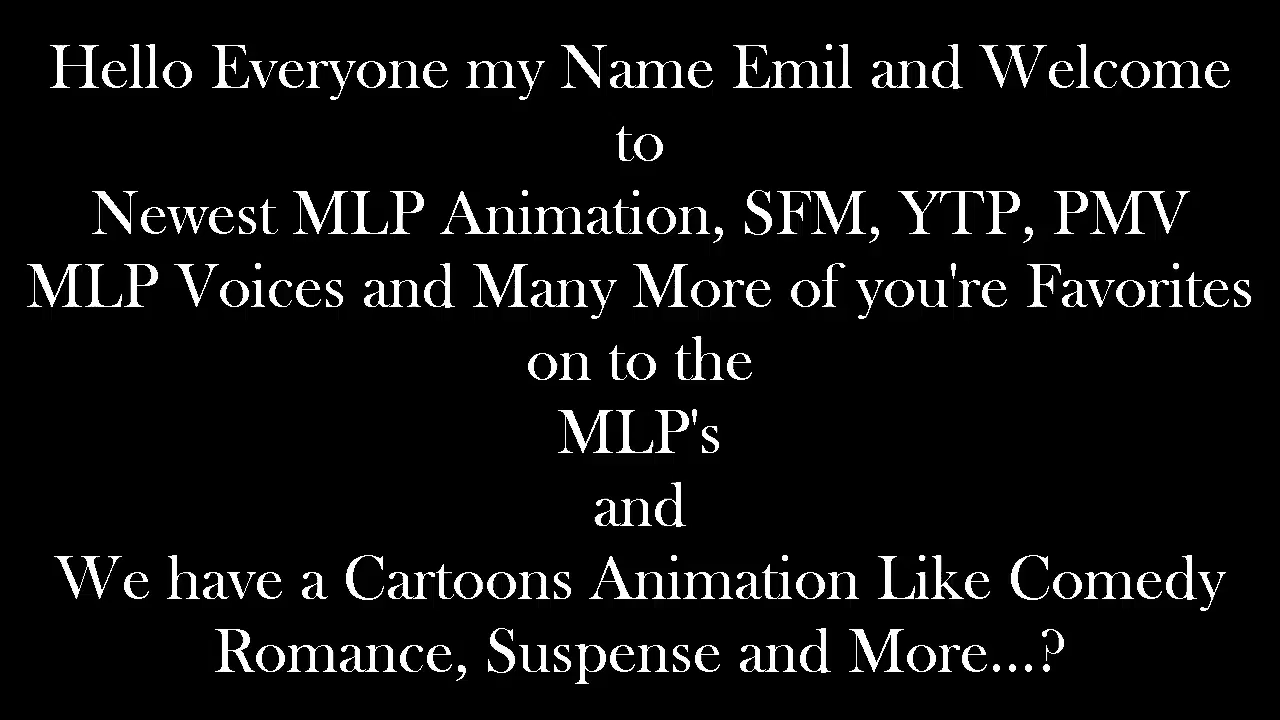 Hello Everyone my Name Emil and Welcome
to
Newest MLP Animation, SFM, YTP, PMV
MLP Voices and Many More of you're Favorites
on to the
MLP's
and
We have a Cartoons Animation Like Comedy
Romance, Suspense and More...?